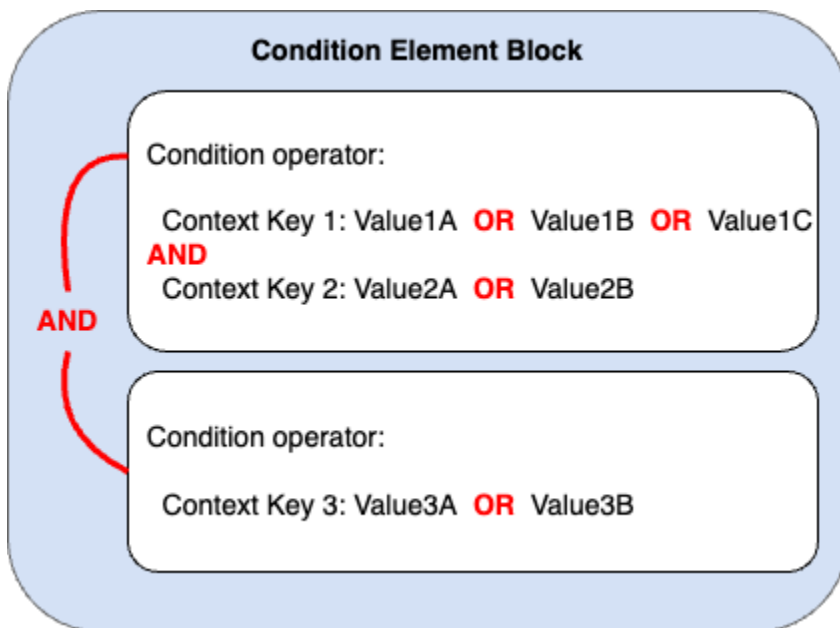 Condition Element Block
Condition operator:
Context Key 1: Value1A OR Value1B OR Value1C
AND
Context Key 2: Value2A OR Value2B
AND
Condition operator:
Context Key 3: Value3A OR Value3B